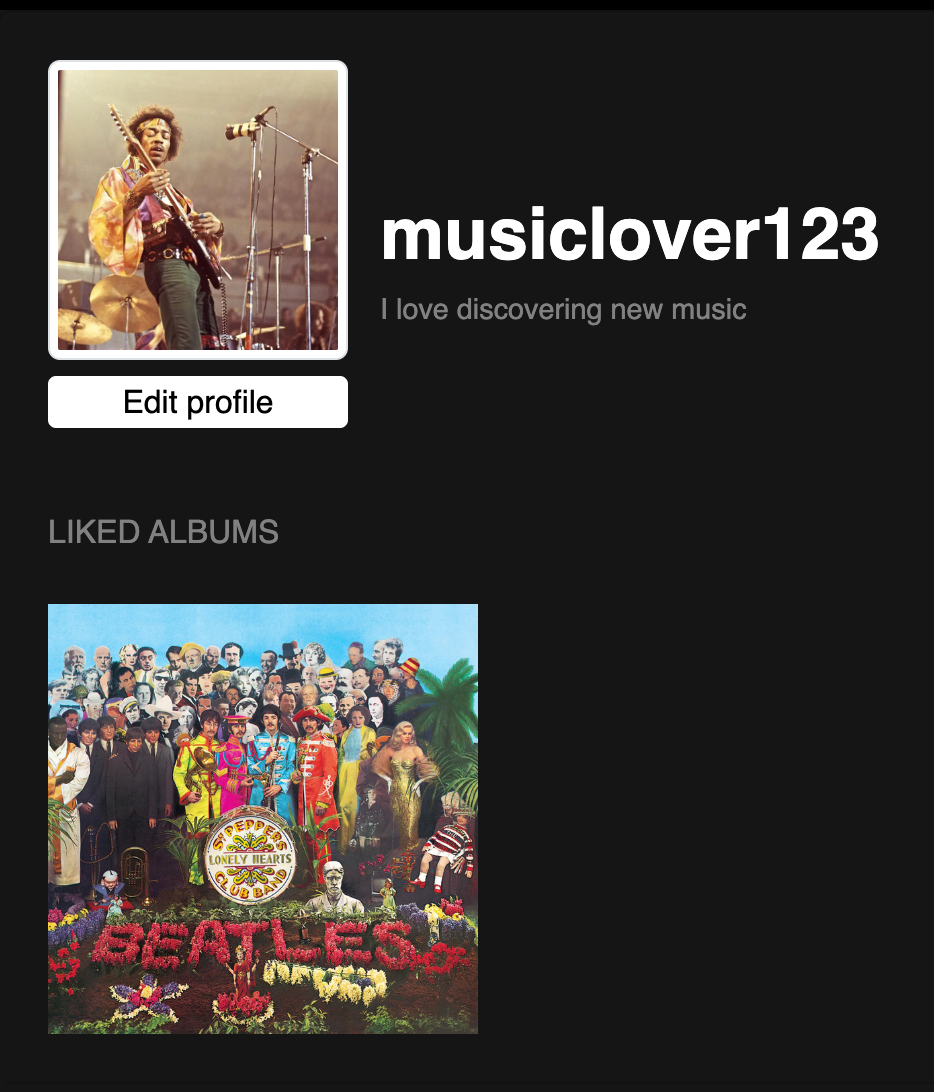 musiclover123
I love discovering new music
Edit profile
LIKED ALBUMS
SGT PEPPERS
LONELY HEARTS
CLUB BAND
BEATLES